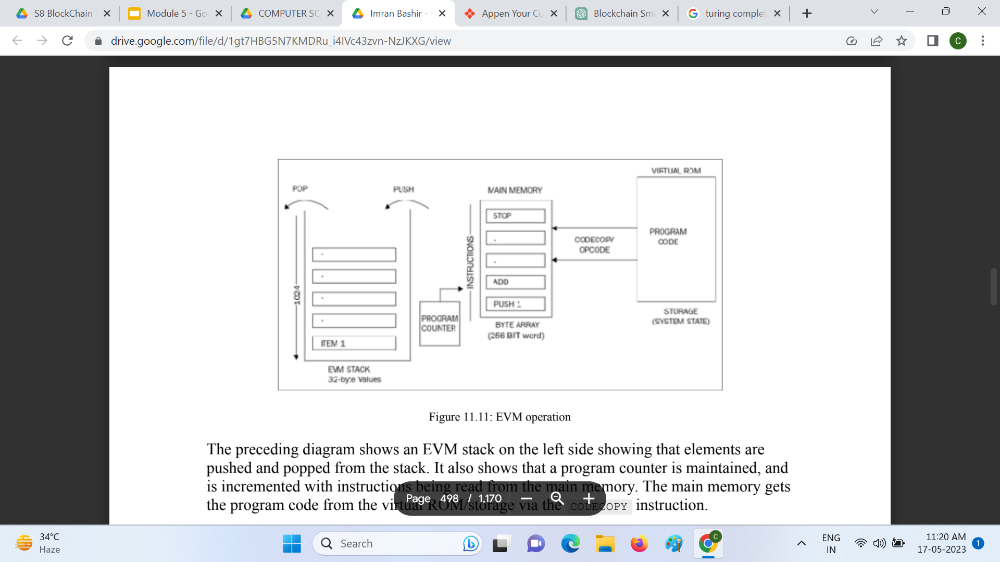 S8 BlockChain
Module 5 - Go
COMPUTER SC
Imran Bashir -
Appen Your Cu
Blockchain Sma
turing complet
drive.google.com/file/d/1gt7HBG5N7KMDRu_i4IVc43zvn-NzJKXG/view
C
POP
PUSH
1024
ITEM 1
EVM STACK
32-byte Values
PROGRAM
COUNTER
INSTRUCTIONS
MAIN MEMORY
STOP
.
.
ADD
PUSH 1
BYTE ARRAY
(256 BIT word)
CODECOPY
OPCODE
VIRTUAL ROM
PROGRAM
CODE
STORAGE
(SYSTEM STATE)
Figure 11.11: EVM operation
The preceding diagram shows an EVM stack on the left side showing that elements are
pushed and popped from the stack. It also shows that a program counter is maintained, and
is incremented with instructions being read from the main memory. The main memory gets
the program code from the virtual ROM/storage via the CODECOPY instruction.
Page 498 / 1,170
34°C
Haze
Search
C
ENG
IN
11:20 AM
17-05-2023
1